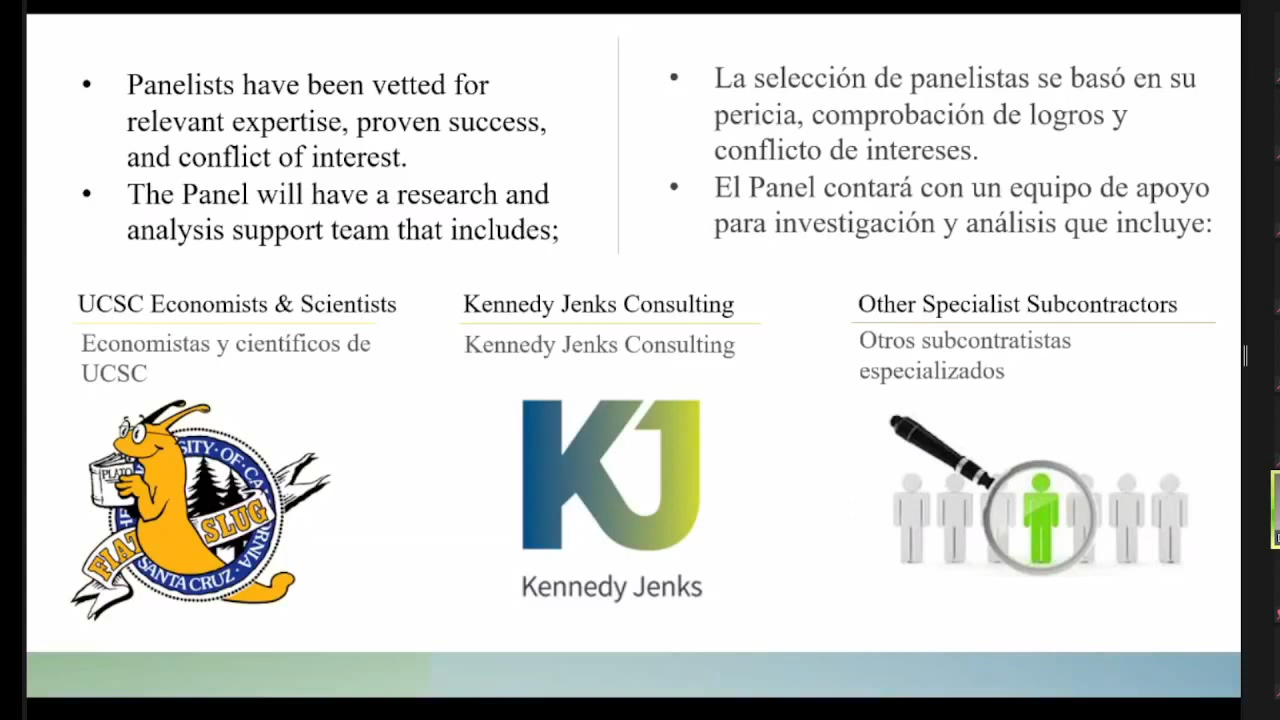 • Panelists have been vetted for
relevant expertise, proven success,
and conflict of interest.
• The Panel will have a research and
analysis support team that includes;
• La selección de panelistas se basó en su
pericia, comprobación de logros y
conflicto de intereses.
• El Panel contará con un equipo de apoyo
para investigación y análisis que incluye:
UCSC Economists & Scientists
Economistas y científicos de
UCSC
PLATO
FIAT SLUG
SANTA CRUZ
Kennedy Jenks Consulting
Kennedy Jenks Consulting
KJ
Kennedy Jenks
Other Specialist Subcontractors
Otros subcontratistas
especializados